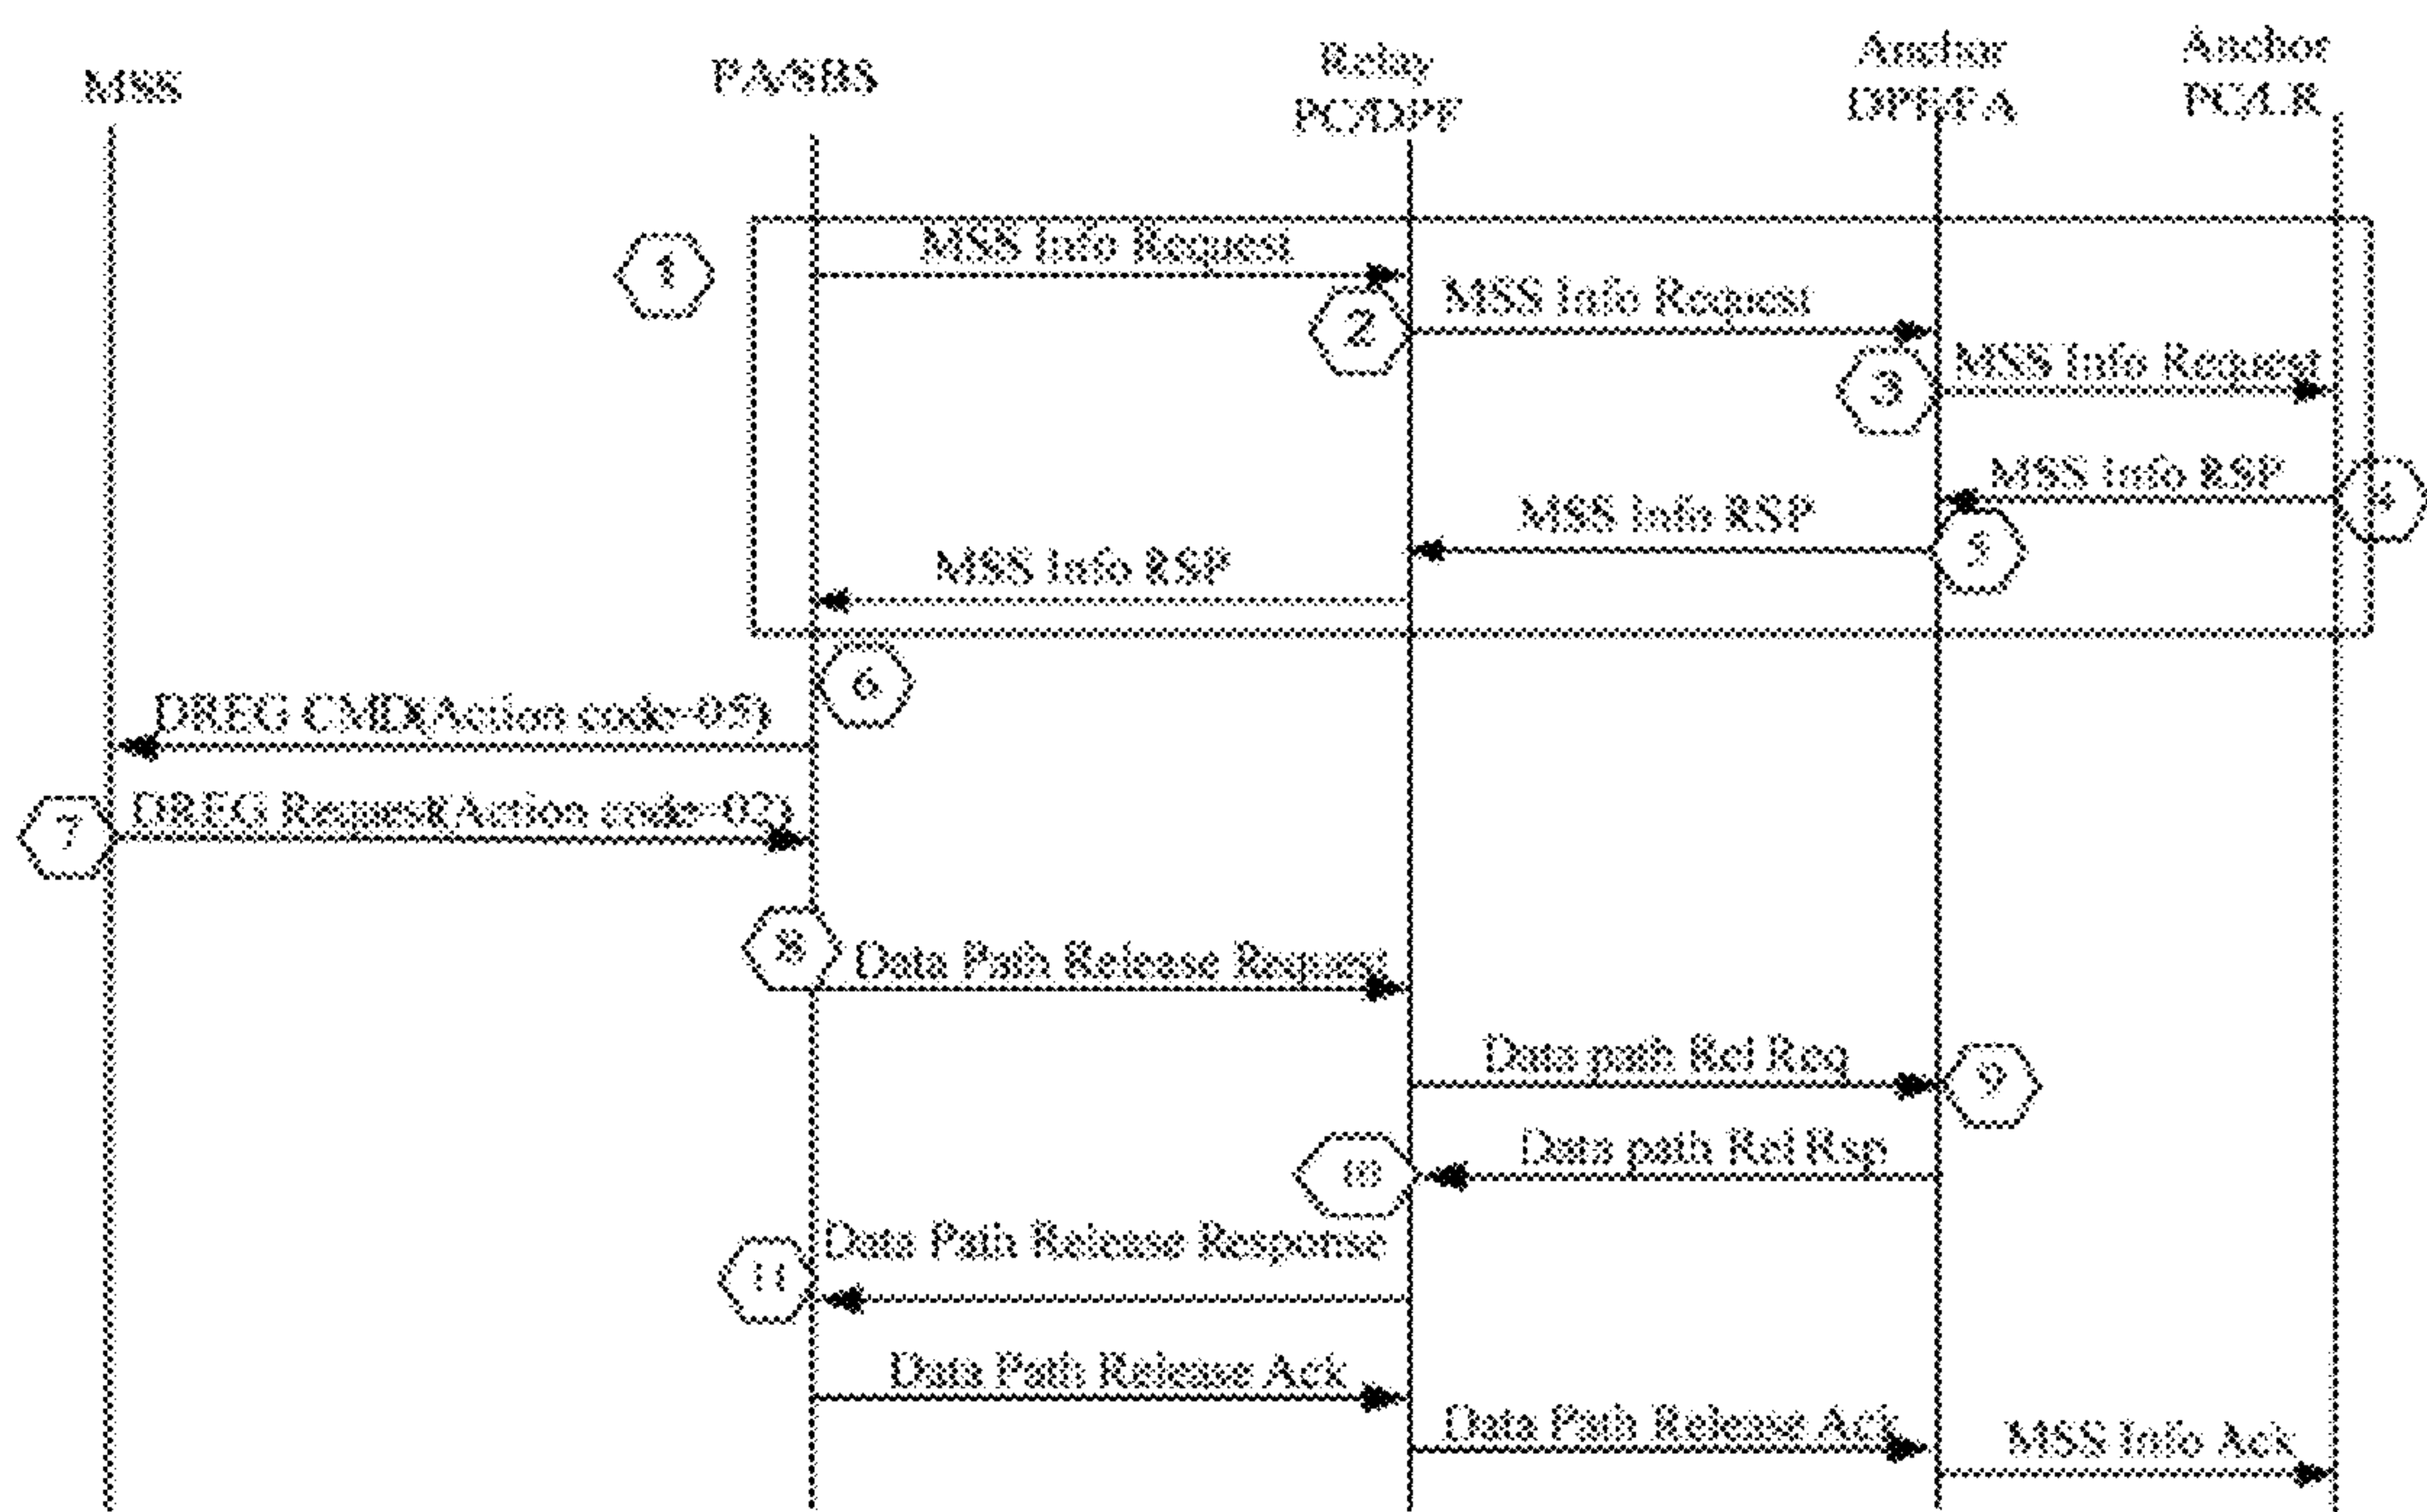 MSS
PA/SBS
Relay
PC/DPF
Anchor
DPF/FA
Anchor
PC/LR
1
MSS Info Request
2
MSS Info Request
3
MSS Info Request
MSS Info RSP
4
MSS Info RSP
5
MSS Info RSP
6
DREG CMD(Action code=05)
7
DREG Request(Action code=02)
8
Data Path Release Request
Data path Rel Req
9
Data path Rel Rsp
10
Data Path Release Response
11
Data Path Release Ack
Data Path Release Ack
MSS Info Ack